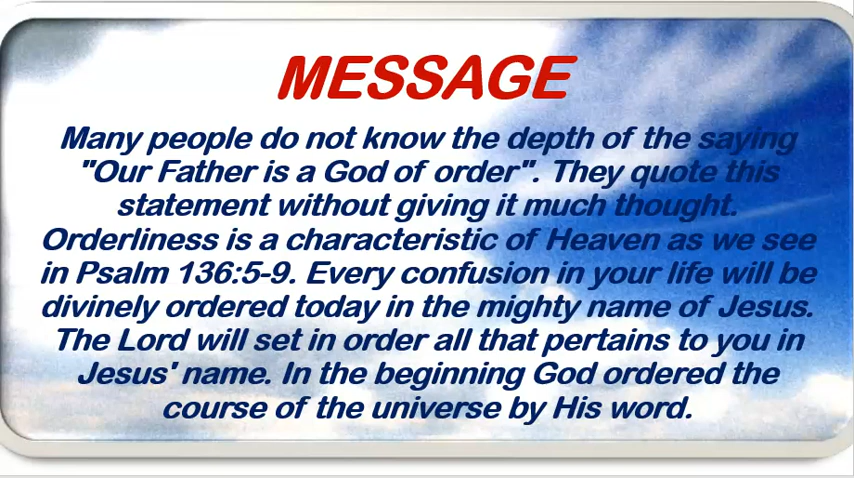 MESSAGE
Many people do not know the depth of the saying
"Our Father is a God of order". They quote this
statement without giving it much thought.
Orderliness is a characteristic of Heaven as we see
in Psalm 136:5-9. Every confusion in your life will be
divinely ordered today in the mighty name of Jesus.
The Lord will set in order all that pertains to you in
Jesus' name. In the beginning God ordered the
course of the universe by His word.